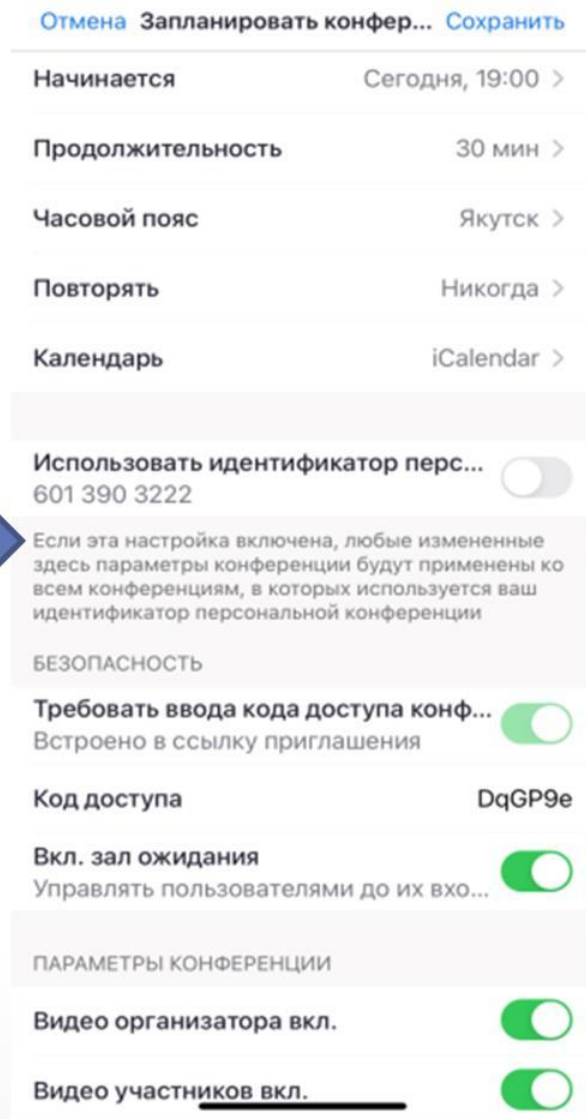 Отмена Запланировать конфер... Сохранить
Начинается Сегодня, 19:00 >
Продолжительность 30 мин >
Часовой пояс Якутск >
Повторять Никогда >
Календарь iCalendar >
Использовать идентификатор перс...
601 390 3222
Если эта настройка включена, любые измененные
здесь параметры конференции будут применены ко
всем конференциям, в которых используется ваш
идентификатор персональной конференции
БЕЗОПАСНОСТЬ
Требовать ввода кода доступа конф...
Встроено в ссылку приглашения
Код доступа DqGP9e
Вкл. зал ожидания
Управлять пользователями до их вхо...
ПАРАМЕТРЫ КОНФЕРЕНЦИИ
Видео организатора вкл.
Видео участников вкл.